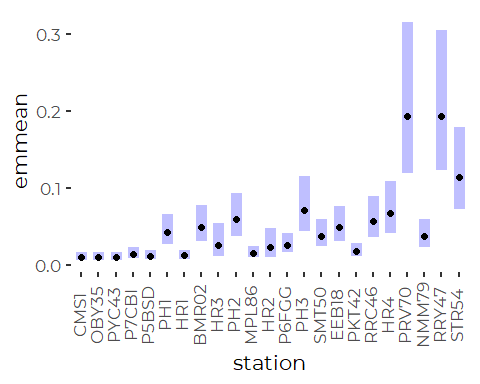 emmean
0.3
0.2
0.1
0.0
CMS1
OBY35
PYC43
P7CBI
P5BSD
PH1
HR1
BMR02
HR3
PH2
MPL86
HR2
P6FGG
PH3
SMT50
EEB18
PKT42
RRC46
HR4
PRV70
NMM79
RRY47
STR54
station